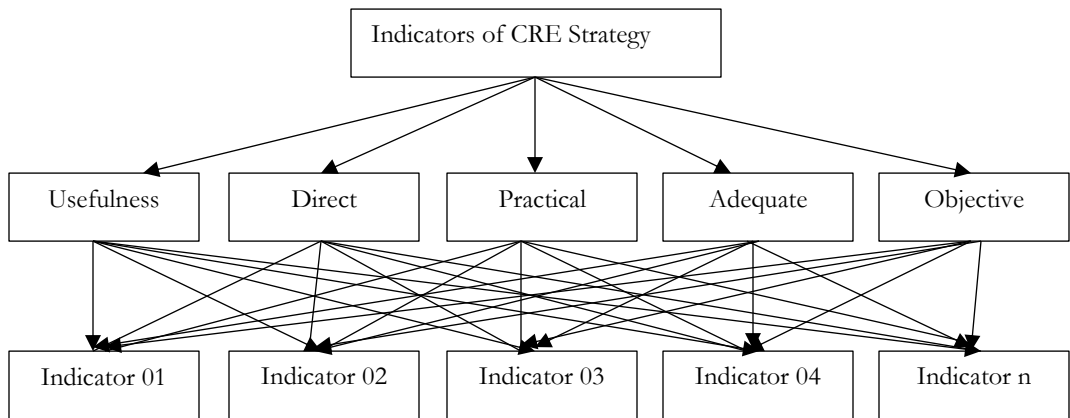 Indicators of CRE Strategy
Usefulness
Direct
Practical
Adequate
Objective
Indicator 01
Indicator 02
Indicator 03
Indicator 04
Indicator n